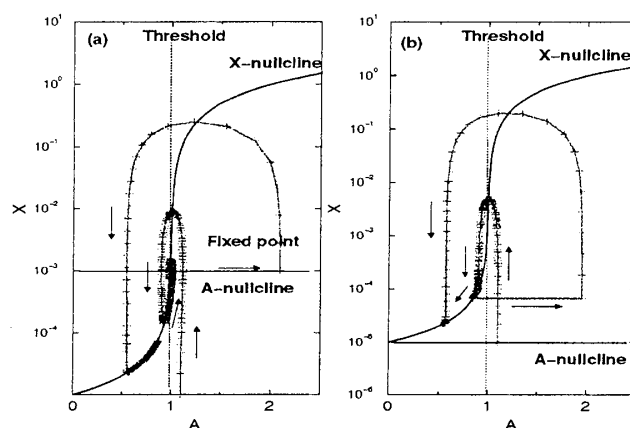 (a) Threshold
X-nullcline
Fixed point
A-nullcline
X
10¹
10⁰
10⁻¹
10⁻²
10⁻³
10⁻⁴
0 1 2
A
(b) Threshold
X-nullcline
A-nullcline
X
10¹
10⁰
10⁻¹
10⁻²
10⁻³
10⁻⁴
10⁻⁵
10⁻⁶
0 1 2
A